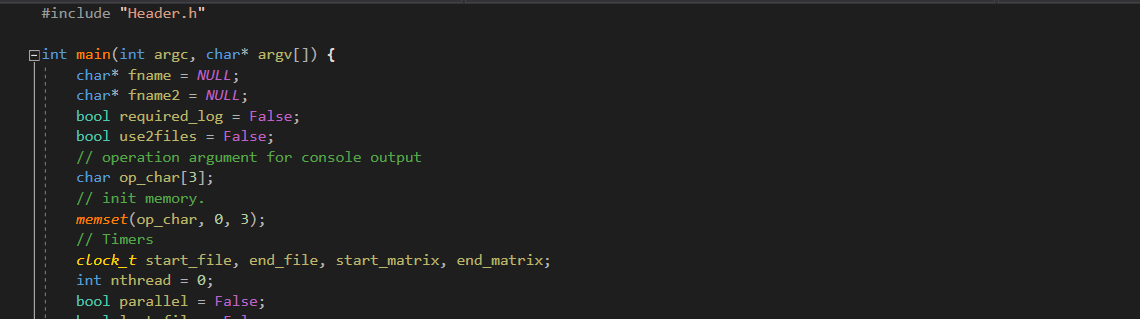 #include "Header.h"
int main(int argc, char* argv[]) {
char* fname = NULL;
char* fname2 = NULL;
bool required_log = False;
bool use2files = False;
// operation argument for console output
char op_char[3];
// init memory.
memset(op_char, 0, 3);
// Timers
clock_t start_file, end_file, start_matrix, end_matrix;
int nthread = 0;
bool parallel = False;